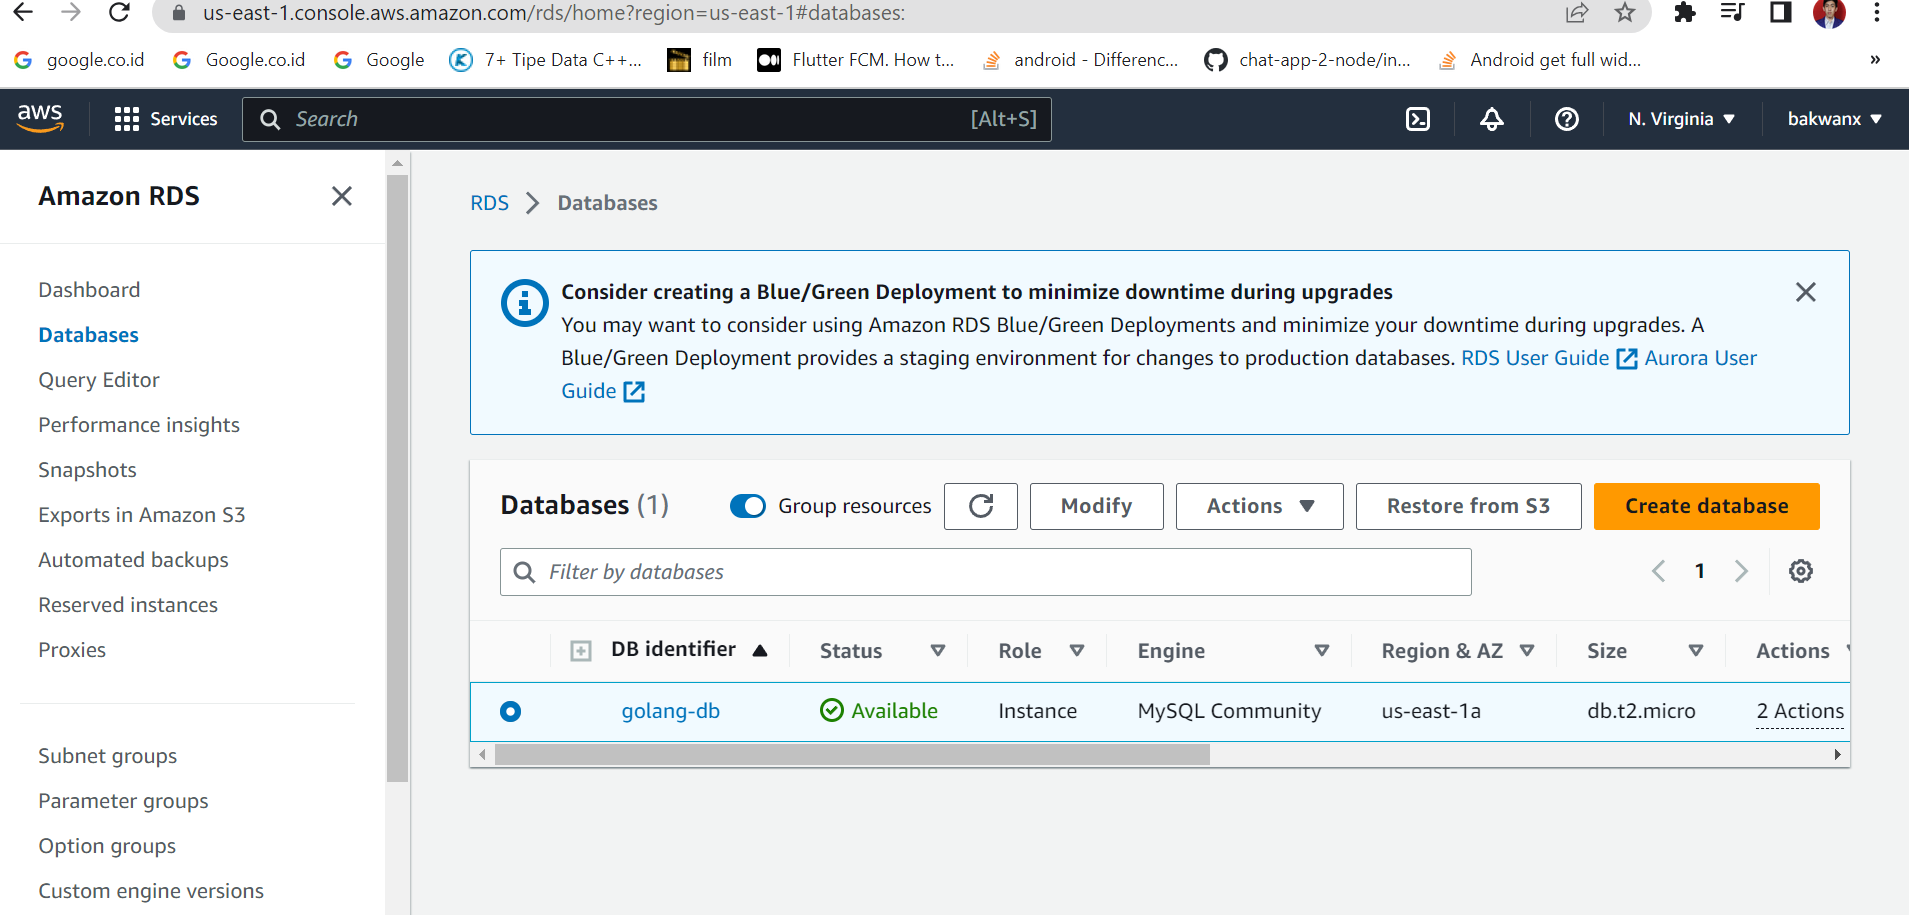 us-east-1.console.aws.amazon.com/rds/home?region=us-east-1#databases:
google.co.id Google.co.id Google 7+ Tipe Data C++... film Flutter FCM. How t... android - Differenc... chat-app-2-node/in... Android get full wid... »
aws Services Search [Alt+S] N. Virginia bakwanx
Amazon RDS
Dashboard
Databases
Query Editor
Performance insights
Snapshots
Exports in Amazon S3
Automated backups
Reserved instances
Proxies
Subnet groups
Parameter groups
Option groups
Custom engine versions
RDS > Databases
Consider creating a Blue/Green Deployment to minimize downtime during upgrades
You may want to consider using Amazon RDS Blue/Green Deployments and minimize your downtime during upgrades. A
Blue/Green Deployment provides a staging environment for changes to production databases. RDS User Guide Aurora User
Guide
Databases (1) Group resources Modify Actions Restore from S3 Create database
Filter by databases 1
DB identifier Status Role Engine Region & AZ Size Actions
golang-db Available Instance MySQL Community us-east-1a db.t2.micro 2 Actions